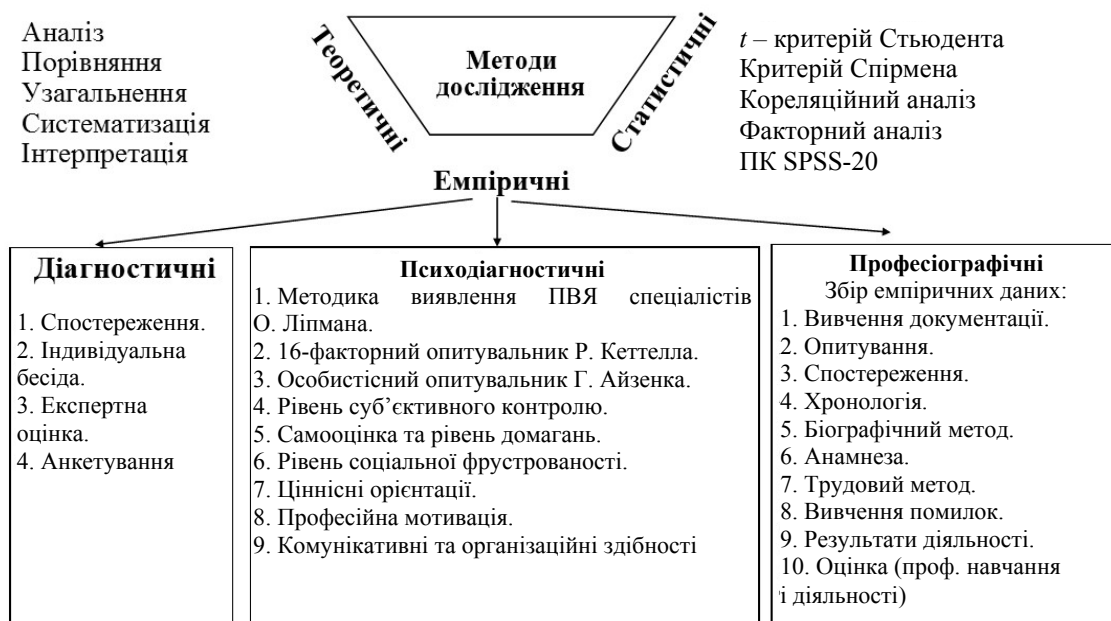 Аналіз
Порівняння
Узагальнення
Систематизація
Інтерпретація
Теоретичні
Методи
дослідження
Статистичні
t – критерій Стьюдента
Критерій Спірмена
Кореляційний аналіз
Факторний аналіз
ПК SPSS-20
Емпіричні
Діагностичні
1. Спостереження.
2. Індивідуальна
бесіда.
3. Експертна
оцінка.
4. Анкетування
Психодіагностичні
1. Методика виявлення ПВЯ спеціалістів
О. Ліпмана.
2. 16-факторний опитувальник Р. Кеттелла.
3. Особистісний опитувальник Г. Айзенка.
4. Рівень суб’єктивного контролю.
5. Самооцінка та рівень домагань.
6. Рівень соціальної фрустрованості.
7. Ціннісні орієнтації.
8. Професійна мотивація.
9. Комунікативні та організаційні здібності
Професіографічні
Збір емпіричних даних:
1. Вивчення документації.
2. Опитування.
3. Спостереження.
4. Хронологія.
5. Біографічний метод.
6. Анамнеза.
7. Трудовий метод.
8. Вивчення помилок.
9. Результати діяльності.
10. Оцінка (проф. навчання
і діяльності)